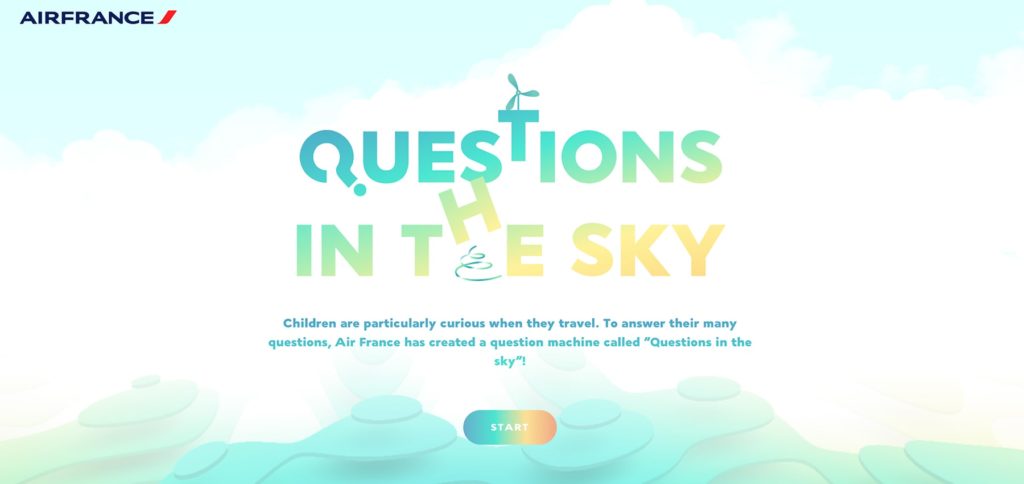 AIRFRANCE
QUESTIONS
IN THE SKY
Children are particularly curious when they travel. To answer their many
questions, Air France has created a question machine called "Questions in the
sky"!
START